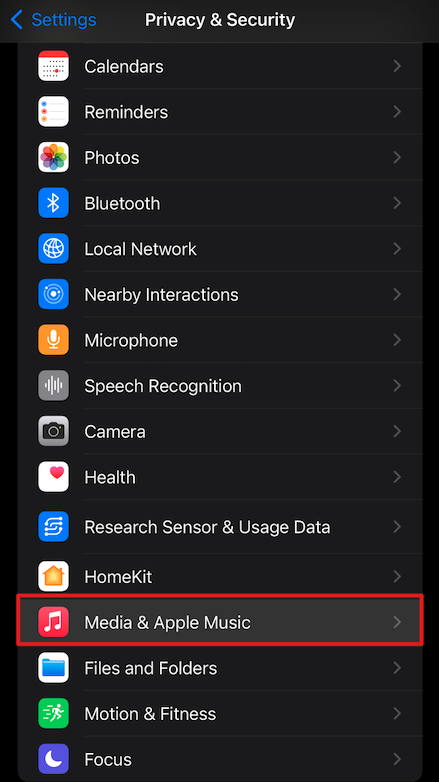 Settings
Privacy & Security
Calendars
Reminders
Photos
Bluetooth
Local Network
Nearby Interactions
Microphone
Speech Recognition
Camera
Health
Research Sensor & Usage Data
HomeKit
Media & Apple Music
Files and Folders
Motion & Fitness
Focus